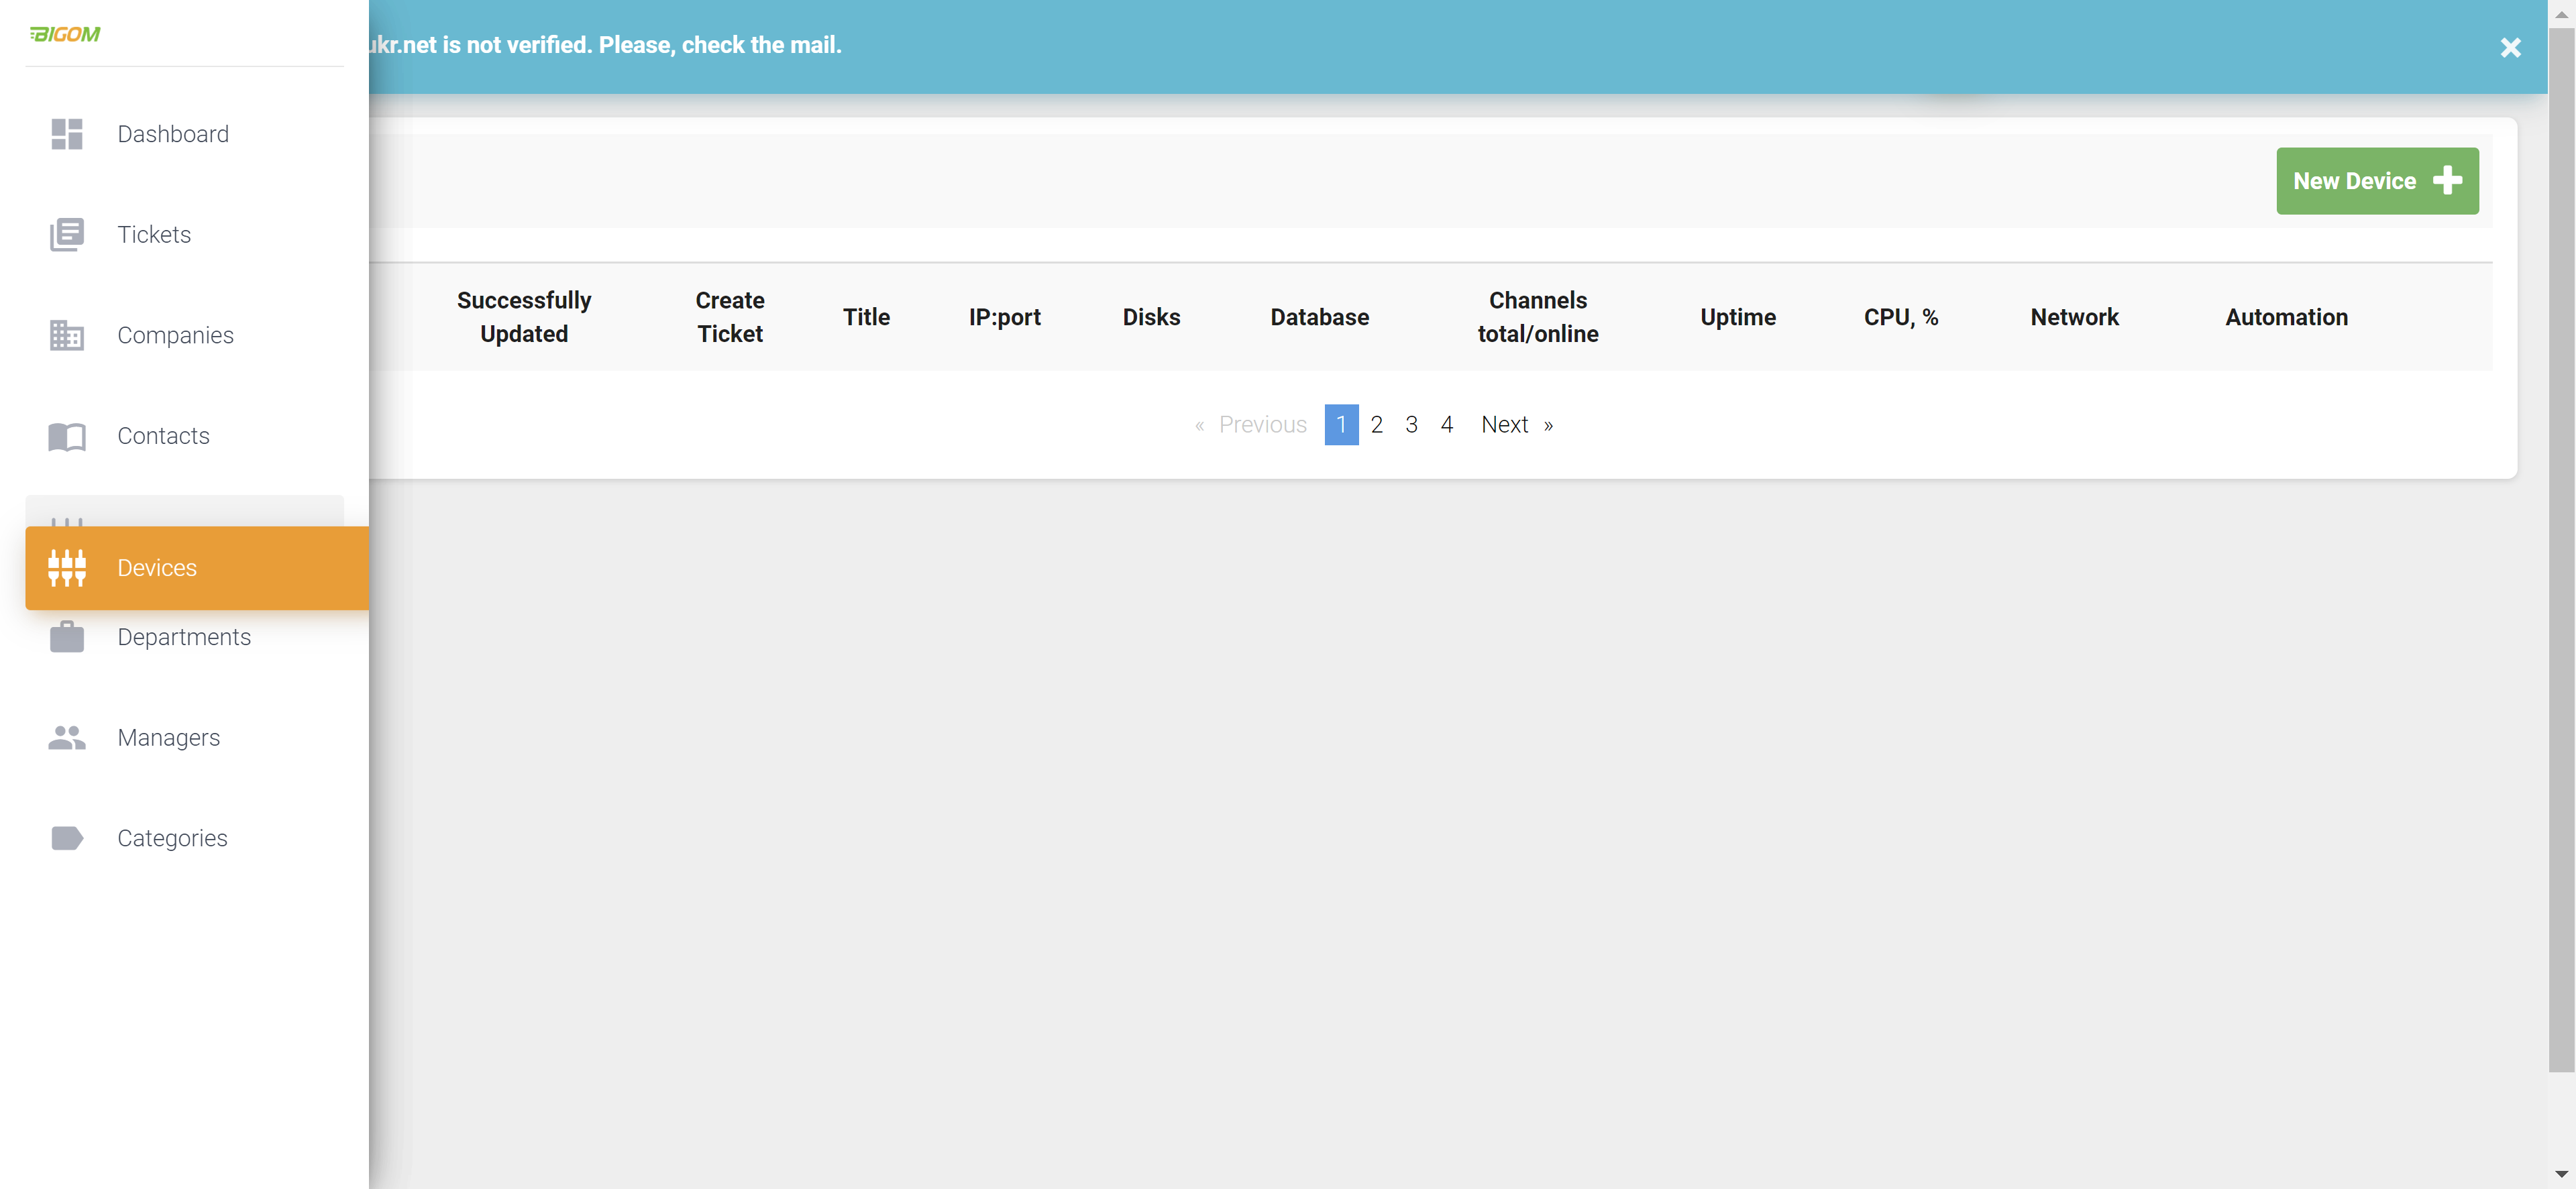 BIGOM
ukr.net is not verified. Please, check the mail.
Dashboard
Tickets
Companies
Contacts
Devices
Departments
Managers
Categories
New Device
Successfully
Updated
Create
Ticket
Title
IP:port
Disks
Database
Channels
total/online
Uptime
CPU, %
Network
Automation
« Previous 1 2 3 4 Next »